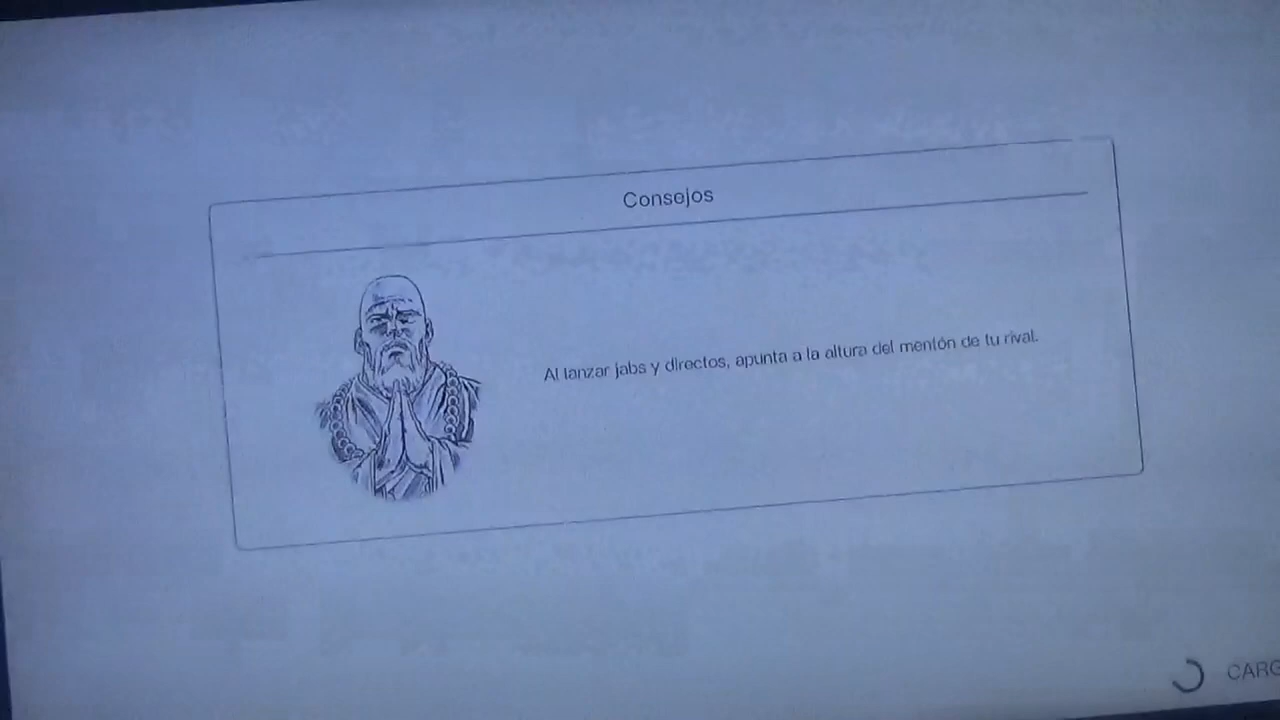 Consejos
Al lanzar jabs y directos, apunta a la altura del mentón de tu rival.
CARG